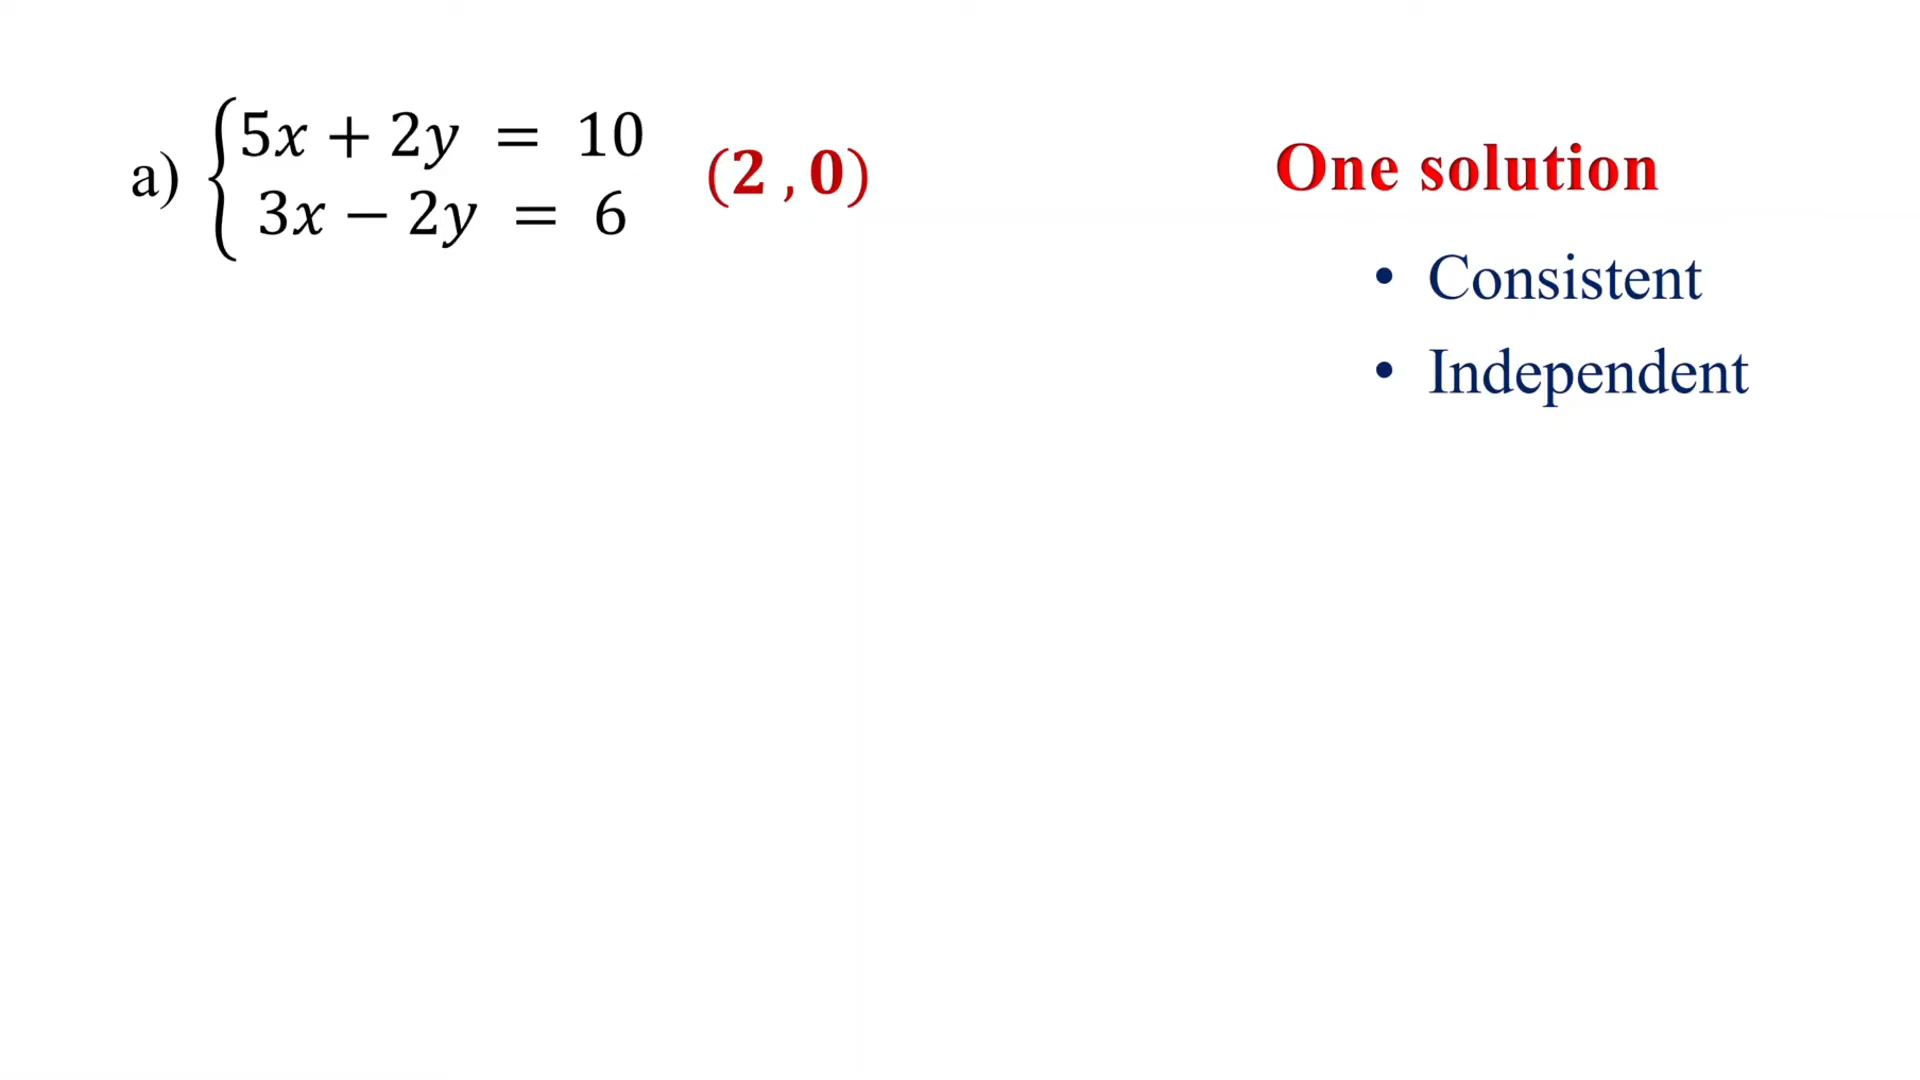 a) {5x + 2y = 10
3x − 2y = 6
(2 , 0)
One solution
• Consistent
• Independent